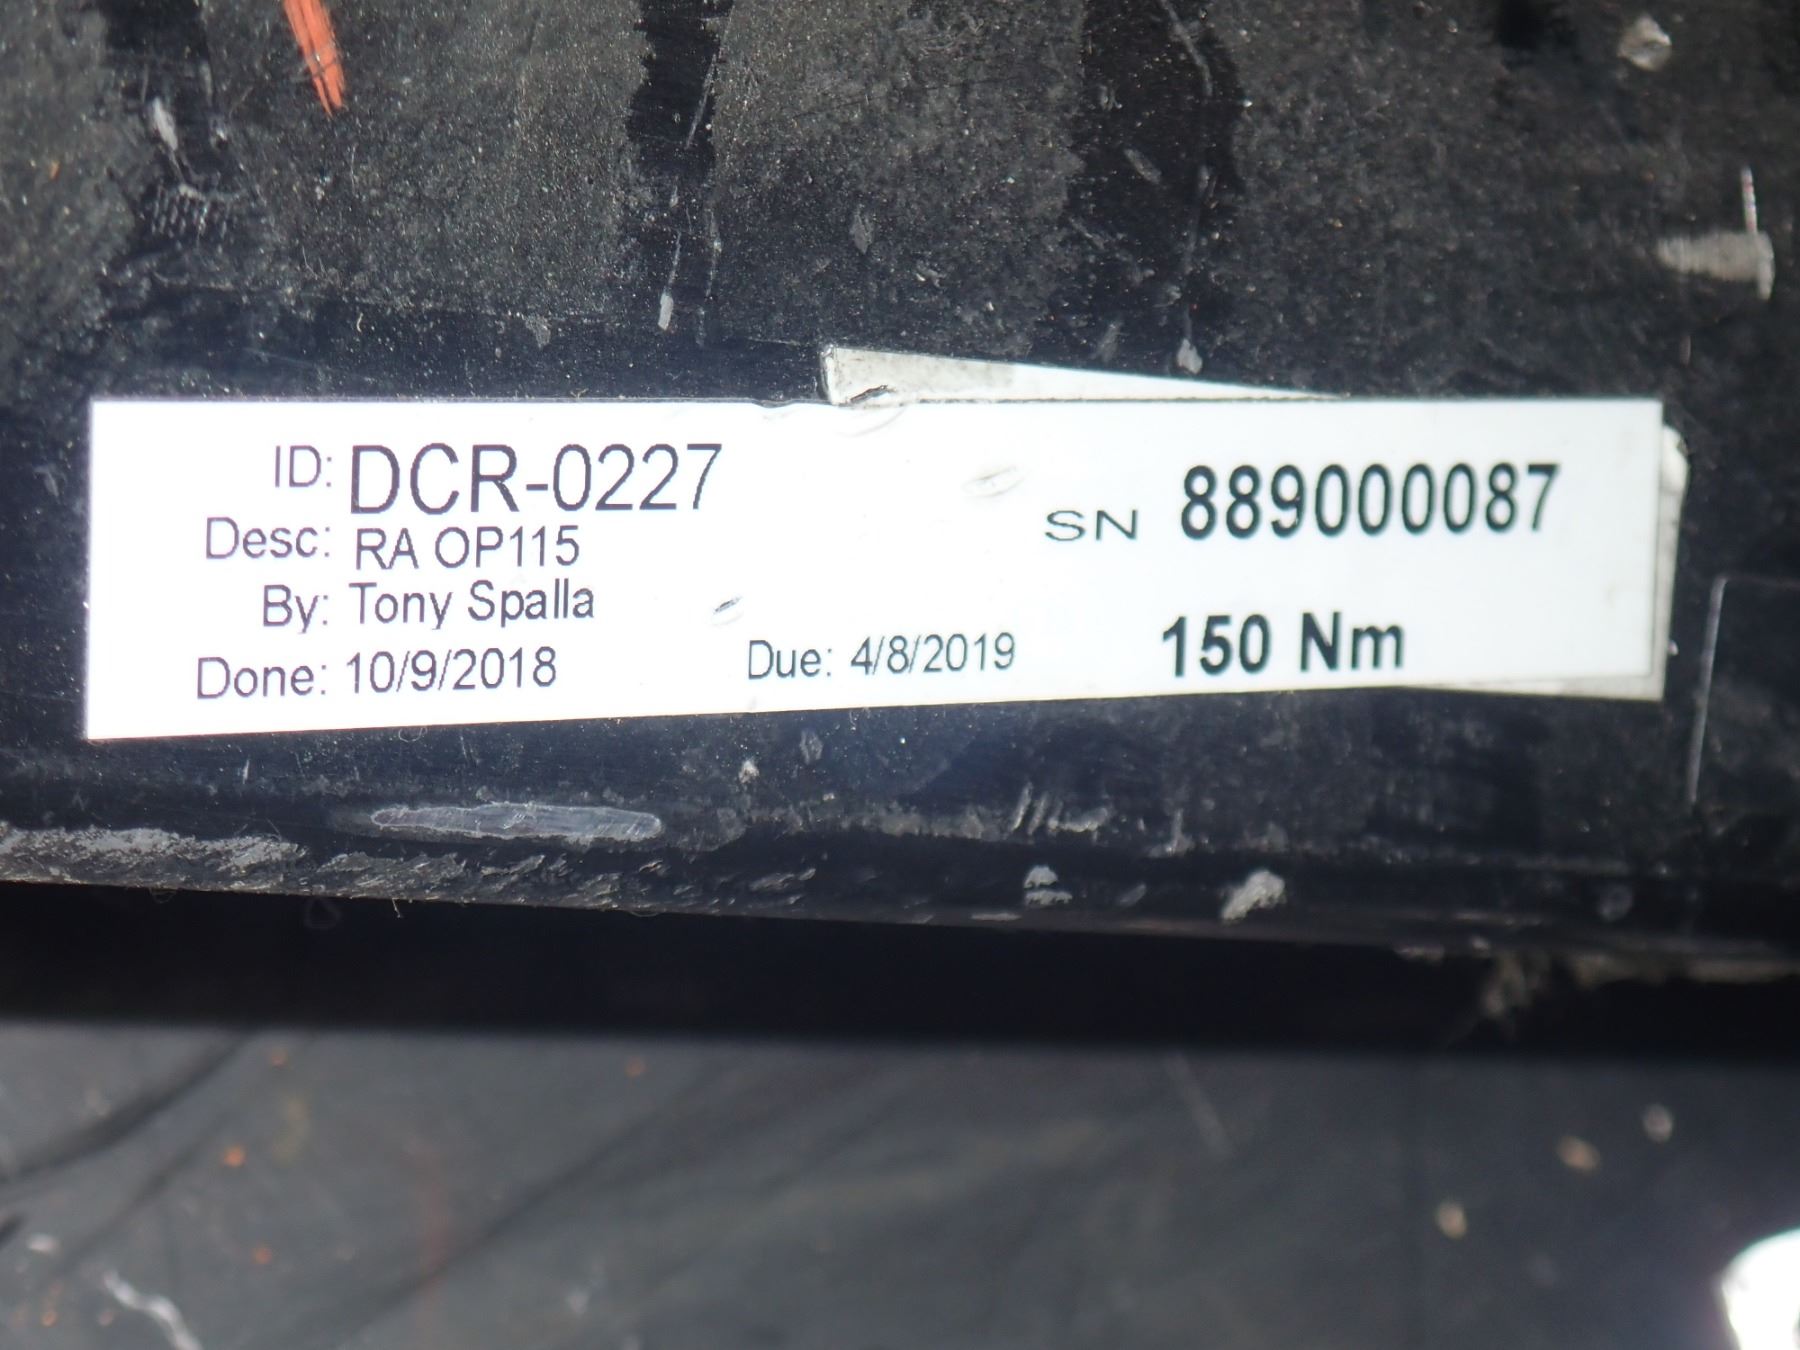 ID: DCR-0227
SN 889000087
Desc: RA OP115
By: Tony Spalla
Done: 10/9/2018 Due: 4/8/2019 150 Nm